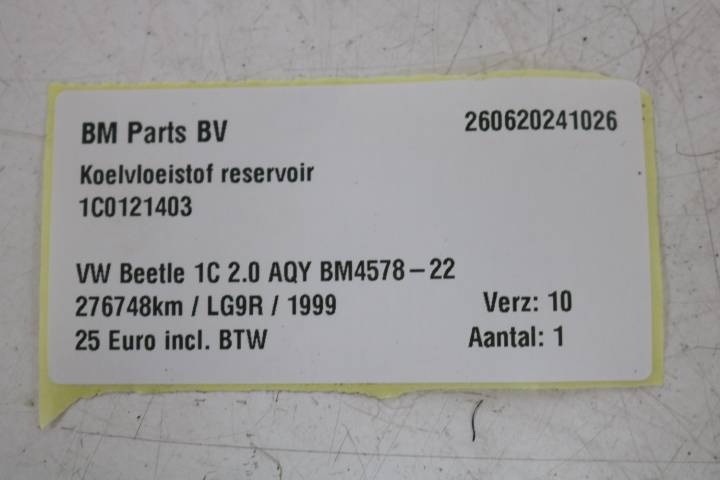 BM Parts BV 260620241026
Koelvloeistof reservoir
1C0121403
VW Beetle 1C 2.0 AQY BM4578-22
276748km / LG9R / 1999 Verz: 10
25 Euro incl. BTW Aantal: 1